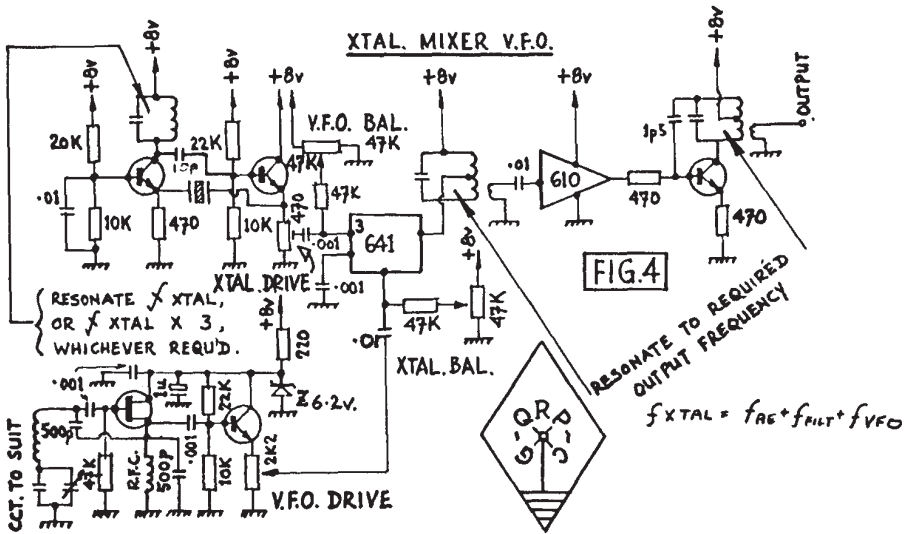 XTAL. MIXER V.F.O.
+8v
+8v
20K
.01
10K
470
10p
+8v
22K
10K
+8v
47K
470
V.F.O. BAL.
47K
47K
.001
XTAL DRIVE
3
641
.001
+8v
+8v
47K
47K
.01
XTAL. BAL.
.01
+8v
610
470
+8v
1p5
470
OUTPUT
FIG.4
RESONATE TO REQUIRED
OUTPUT FREQUENCY
f XTAL = fRE + fFILT + fVFO
RESONATE f XTAL,
OR f XTAL X 3,
WHICHEVER REQU'D.
+8v
220
Z 6.2v.
.001
1u
22K
500p
47K
R.F.C.
500p
.001
10K
2K2
V.F.O. DRIVE
CCT. TO SUIT
G-QRP-C